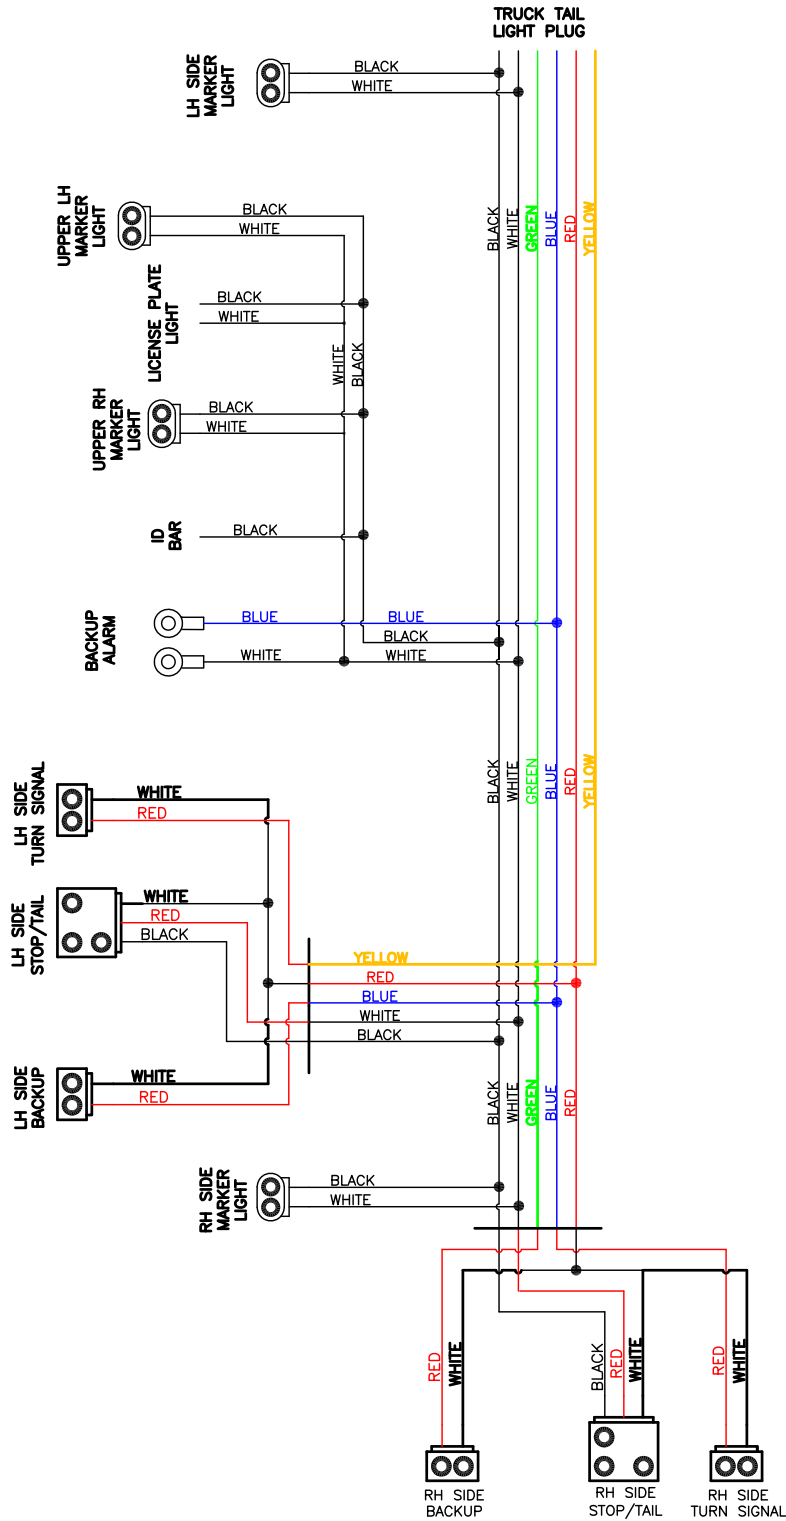 TRUCK TAIL
LIGHT PLUG
LH SIDE
MARKER
LIGHT
BLACK
WHITE
UPPER LH
MARKER
LIGHT
BLACK
WHITE
BLACK
WHITE
GREEN
BLUE
RED
YELLOW
LICENSE PLATE
LIGHT
BLACK
WHITE
WHITE
BLACK
UPPER RH
MARKER
LIGHT
BLACK
WHITE
ID
BAR
BLACK
BACKUP
ALARM
BLUE
BLUE
BLACK
WHITE
WHITE
BLACK
WHITE
GREEN
BLUE
RED
YELLOW
LH SIDE
TURN SIGNAL
WHITE
RED
LH SIDE
STOP/TAIL
WHITE
RED
BLACK
YELLOW
RED
BLUE
WHITE
BLACK
LH SIDE
BACKUP
WHITE
RED
BLACK
WHITE
GREEN
BLUE
RED
RH SIDE
MARKER
LIGHT
BLACK
WHITE
RED
WHITE
BLACK
RED
WHITE
RED
WHITE
RH SIDE
BACKUP
RH SIDE
STOP/TAIL
RH SIDE
TURN SIGNAL